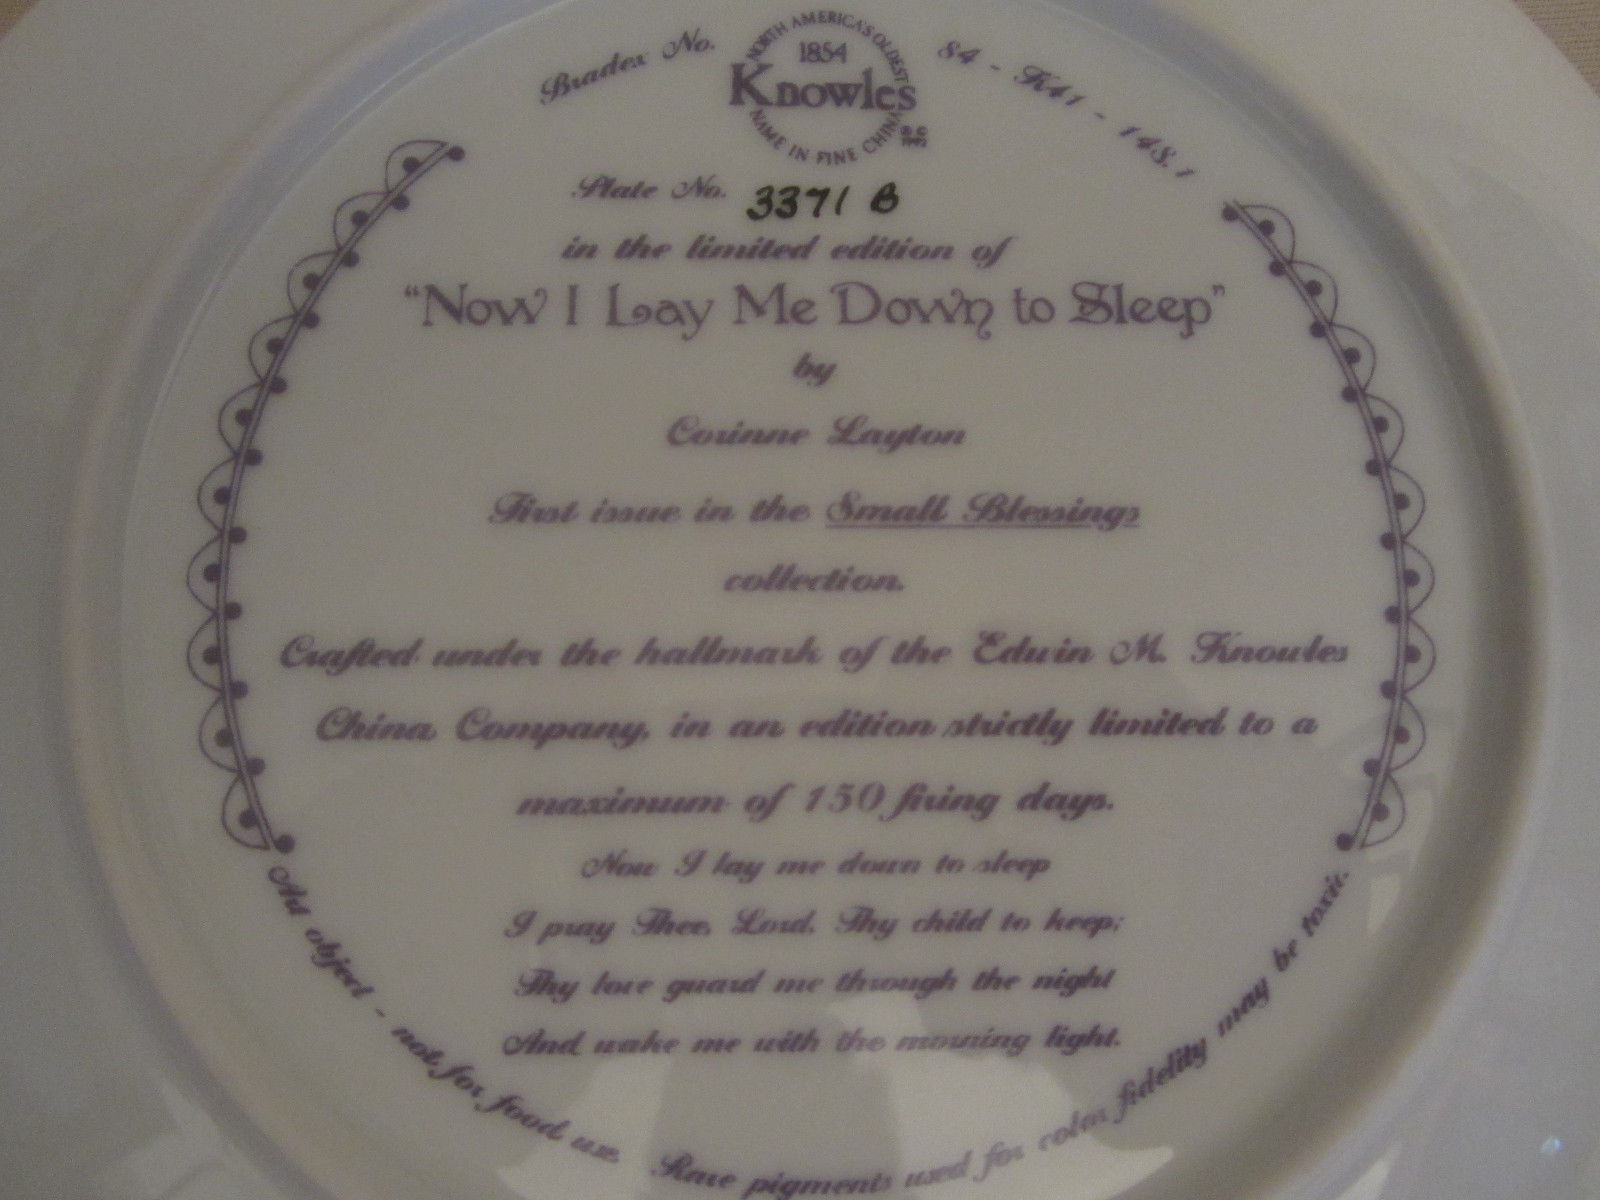 Bradex No. 84 - K41 - 148.1
NORTH AMERICA'S OLDEST
1854
Knowles
NAME IN FINE CHINA
Plate No. 3371 B
in the limited edition of
"Now I Lay Me Down to Sleep"
by
Corinne Layton
First issue in the Small Blessings
collection.
Crafted under the hallmark of the Edwin M. Knowles
China Company, in an edition strictly limited to a
maximum of 150 firing days.
Now I lay me down to sleep
I pray Thee, Lord, Thy child to keep;
Thy love guard me through the night
And wake me with the morning light.
Art object - not for food use. Rare pigments used for color fidelity may be toxic.